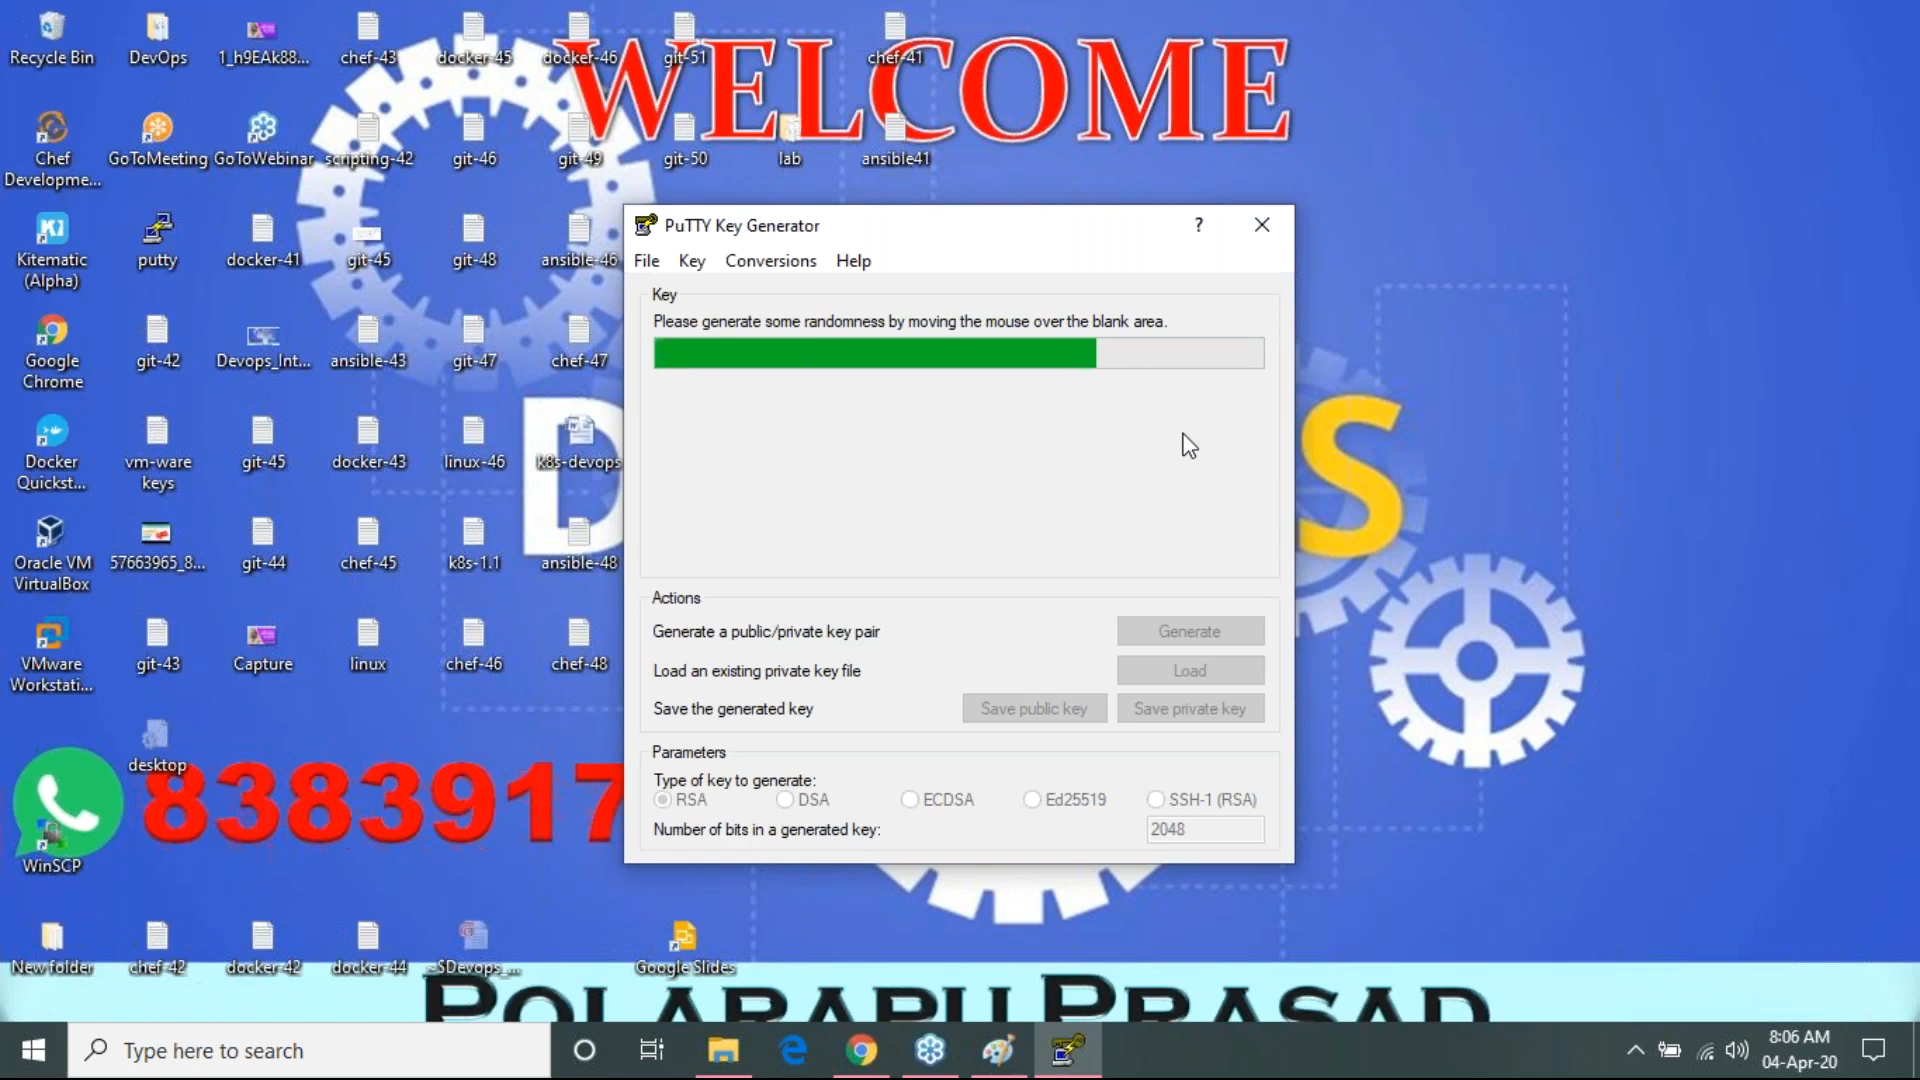 WELCOME
Recycle Bin
DevOps
1_h9EAk88...
chef-43
docker-45
docker-46
git-51
chef-41
Chef
Developme...
GoToMeeting
GoToWebinar
scripting-42
git-46
git-49
git-50
lab
ansible41
Kitematic
(Alpha)
putty
docker-41
git-45
git-48
ansible-46
Google
Chrome
git-42
Devops_Int...
ansible-43
git-47
chef-47
Docker
Quickst...
vm-ware
keys
git-45
docker-43
linux-46
k8s-devops
Oracle VM
VirtualBox
57663965_8...
git-44
chef-45
k8s-1.1
ansible-48
VMware
Workstati...
git-43
Capture
linux
chef-46
chef-48
desktop
8383917
WinSCP
New folder
chef-42
docker-42
docker-44
~$Devops_...
Google Slides
D
S
PuTTY Key Generator
?
File Key Conversions Help
Key
Please generate some randomness by moving the mouse over the blank area.
Actions
Generate a public/private key pair
Generate
Load an existing private key file
Load
Save the generated key
Save public key
Save private key
Parameters
Type of key to generate:
RSA DSA ECDSA Ed25519 SSH-1 (RSA)
Number of bits in a generated key:
2048
POLARAPU PRASAD
Type here to search
8:06 AM
04-Apr-20